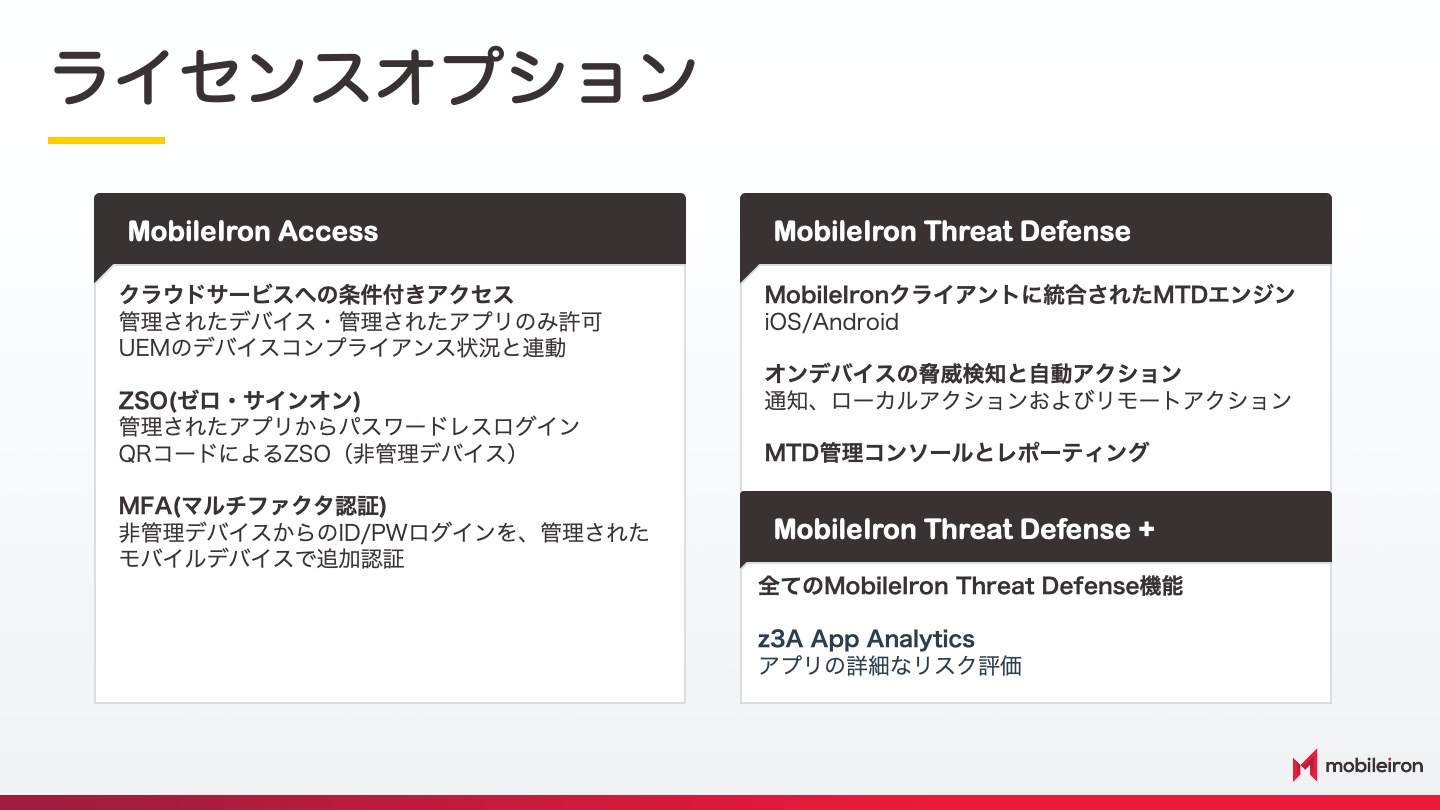 ライセンスオプション
MobileIron Access
クラウドサービスへの条件付きアクセス
管理されたデバイス・管理されたアプリのみ許可
UEMのデバイスコンプライアンス状況と連動
ZSO(ゼロ・サインオン)
管理されたアプリからパスワードレスログイン
QRコードによるZSO（非管理デバイス）
MFA(マルチファクタ認証)
非管理デバイスからのID/PWログインを、管理された
モバイルデバイスで追加認証
MobileIron Threat Defense
MobileIronクライアントに統合されたMTDエンジン
iOS/Android
オンデバイスの脅威検知と自動アクション
通知、ローカルアクションおよびリモートアクション
MTD管理コンソールとレポーティング
MobileIron Threat Defense +
全てのMobileIron Threat Defense機能
z3A App Analytics
アプリの詳細なリスク評価
mobileiron